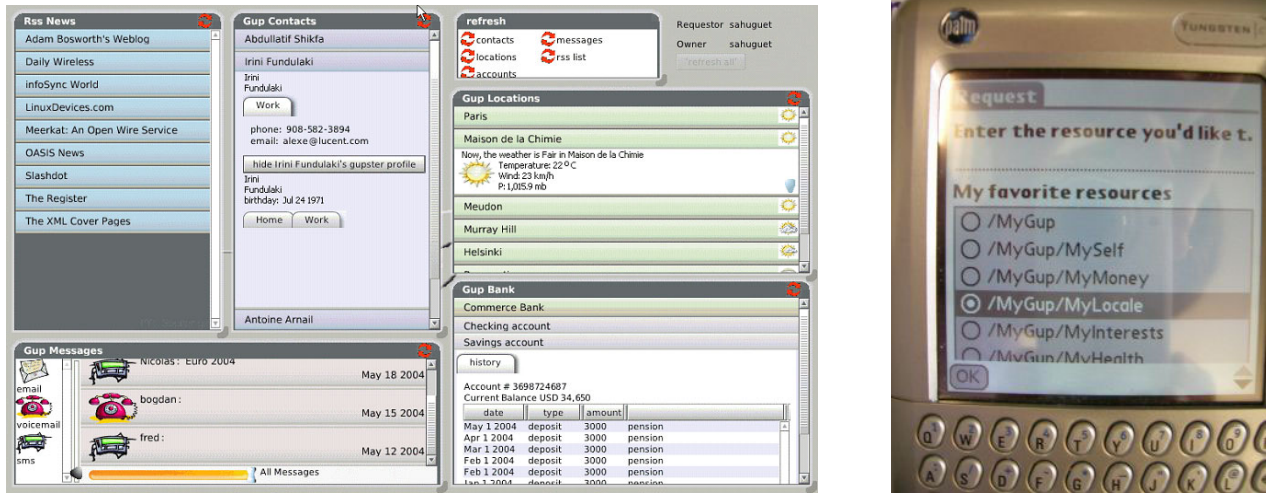 Rss News
Adam Bosworth's Weblog
Daily Wireless
infoSync World
LinuxDevices.com
Meerkat: An Open Wire Service
OASIS News
Slashdot
The Register
The XML Cover Pages
Gup Contacts
Abdullatif Shikfa
Irini Fundulaki
Irini
Fundulaki
Work
phone: 908-582-3894
email: alexe@lucent.com
hide Irini Fundulaki's gupster profile
Irini
Fundulaki
birthday: Jul 24 1971
Home Work
Antoine Arnail
refresh
contacts messages
locations rss list
accounts
Requestor sahuguet
Owner sahuguet
"refresh all"
Gup Locations
Paris
Maison de la Chimie
Now, the weather is Fair in Maison de la Chimie
Temperature: 22°C
Wind: 23 km/h
P: 1,015.9 mb
Meudon
Murray Hill
Helsinki
Gup Messages
email
voicemail
sms
Nicolas: Euro 2004
May 18 2004
bogdan:
May 15 2004
fred:
May 12 2004
All Messages
Gup Bank
Commerce Bank
Checking account
Savings account
history
Account # 3698724687
Current Balance USD 34,650
date type amount
May 1 2004 deposit 3000 pension
Apr 1 2004 deposit 3000 pension
Mar 1 2004 deposit 3000 pension
Feb 1 2004 deposit 3000 pension
Feb 1 2004 deposit 3000 pension
Jan 1 2004 deposit 3000 pension
palm
TUNGSTEN
Request
Enter the resource you'd like t.
My favorite resources
/MyGup
/MyGup/MySelf
/MyGup/MyMoney
/MyGup/MyLocale
/MyGup/MyInterests
/MyGup/MyHealth
OK
Q W E R T Y U I O
A S D F G H J K L